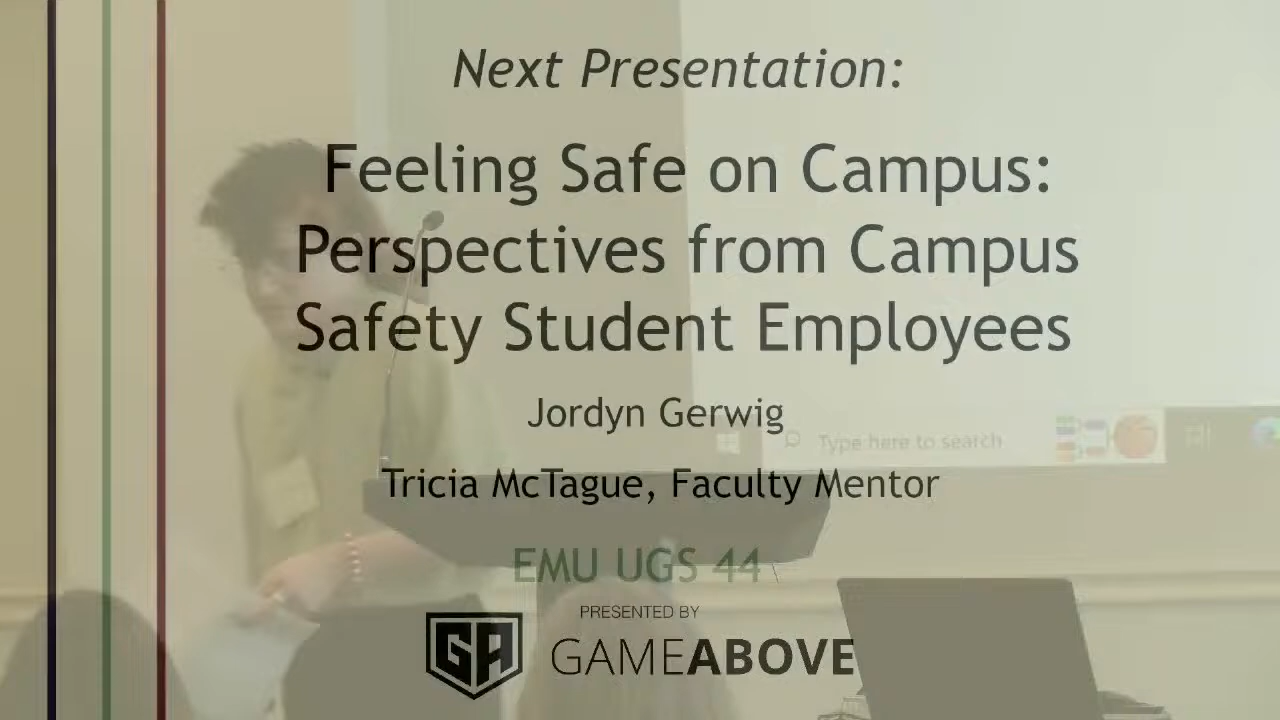 Next Presentation:
Feeling Safe on Campus:
Perspectives from Campus
Safety Student Employees
Jordyn Gerwig
Type here to search
Tricia McTague, Faculty Mentor
EMU UGS 44
PRESENTED BY
GA
GAMEABOVE